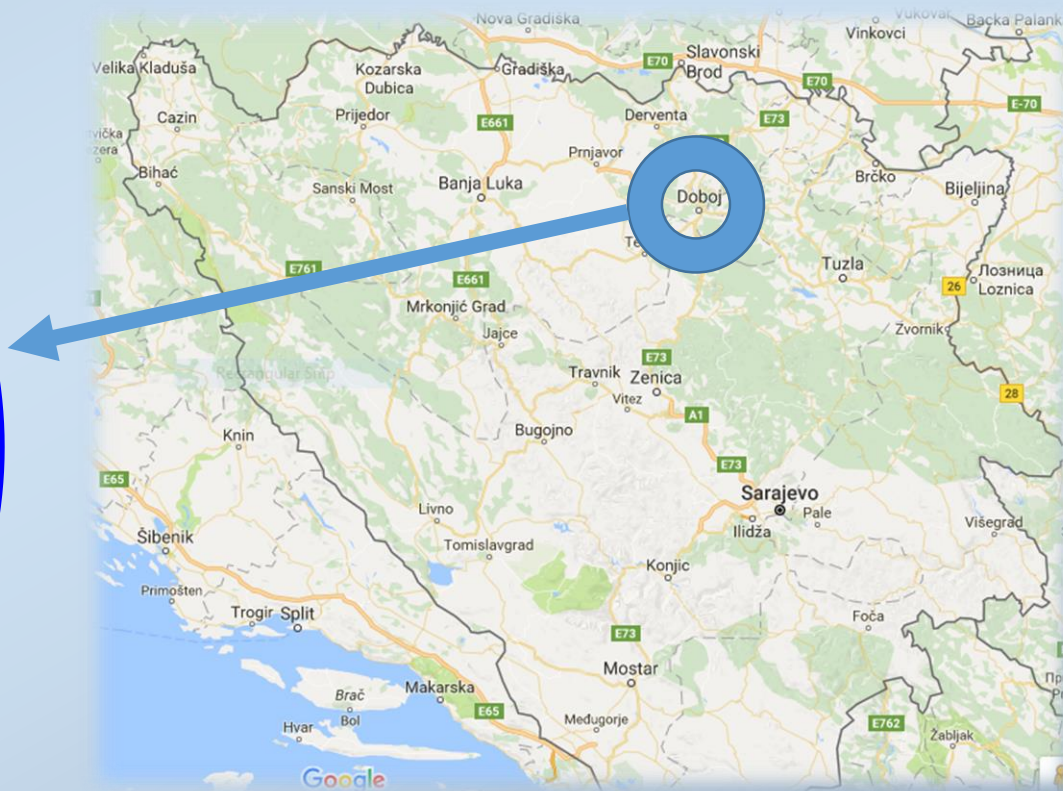 Nova Gradiška
Vukovar
Backa Palank
Vinkovci
Velika Kladuša
Kozarska
Dubica
Gradiška
E70
Slavonski
Brod
E70
E-70
Cazin
Prijedor
E661
Derventa
E73
Prnjavor
Bihać
Sanski Most
Banja Luka
Doboj
Brčko
Bijeljina
Te
E761
E661
Tuzla
26
Лозница
Loznica
Mrkonjić Grad
Jajce
Zvornik
E73
Travnik
Zenica
Vitez
Rectangular Snip
A1
28
Knin
Bugojno
E73
E65
Sarajevo
Livno
Pale
Ilidža
Višegrad
Šibenik
Tomislavgrad
Konjic
Primošten
Trogir
Split
Foča
E73
Mostar
Makarska
Brač
Bol
E65
Hvar
Međugorje
E762
Žabljak
Google